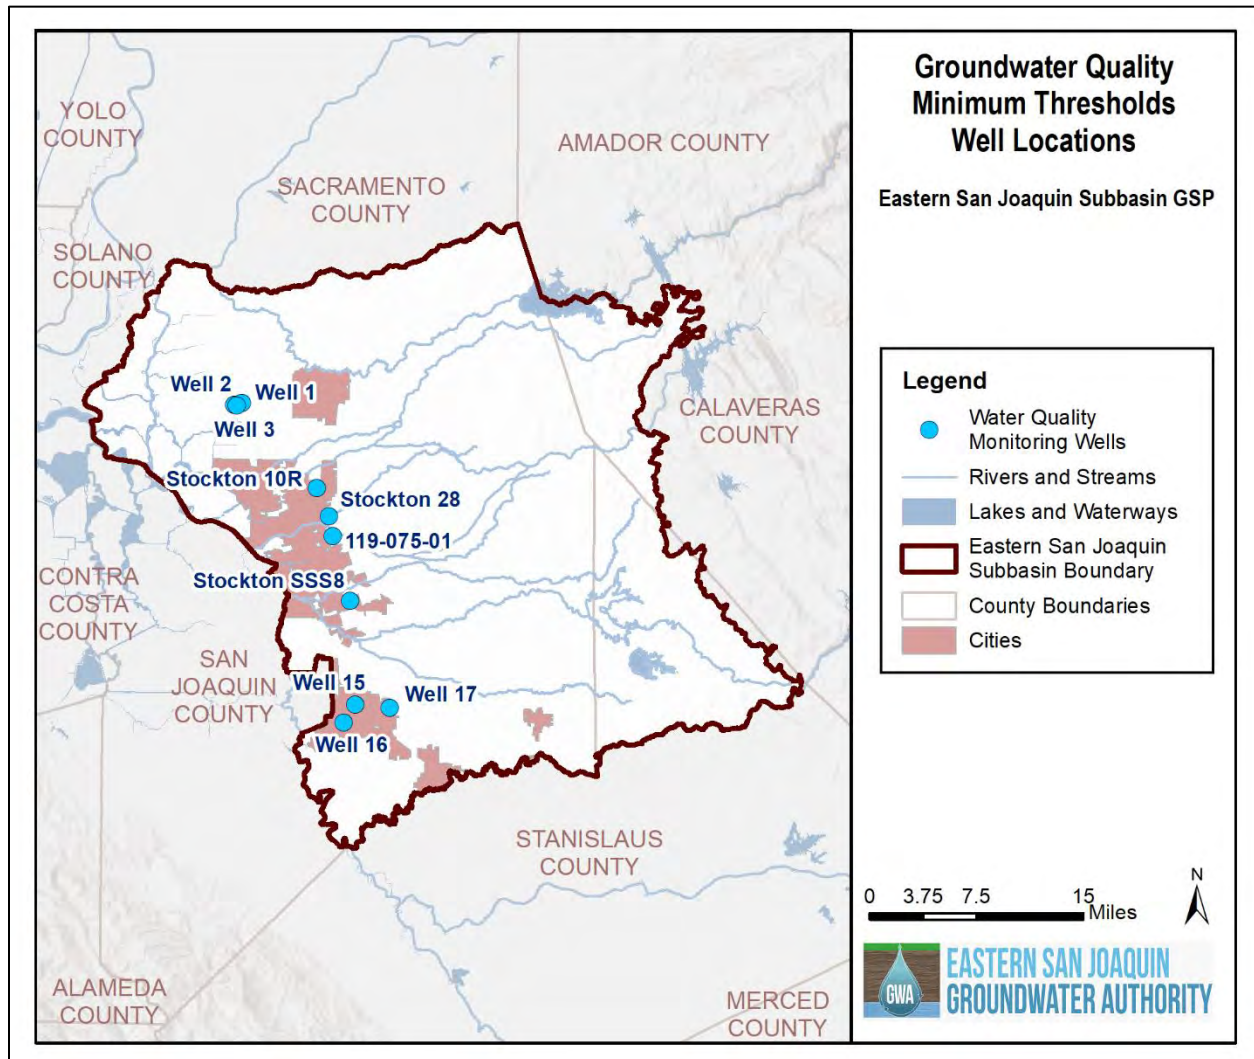 YOLO
COUNTY
AMADOR COUNTY
SACRAMENTO
COUNTY
SOLANO
COUNTY
Well 2
Well 1
Well 3
CALAVERAS
COUNTY
Stockton 10R
Stockton 28
119-075-01
Stockton SSS8
CONTRA
COSTA
COUNTY
SAN
JOAQUIN
COUNTY
Well 15
Well 17
Well 16
STANISLAUS
COUNTY
ALAMEDA
COUNTY
MERCED
COUNTY
Groundwater Quality
Minimum Thresholds
Well Locations
Eastern San Joaquin Subbasin GSP
Legend
Water Quality
Monitoring Wells
Rivers and Streams
Lakes and Waterways
Eastern San Joaquin
Subbasin Boundary
County Boundaries
Cities
N
0 3.75 7.5 15
Miles
GWA
EASTERN SAN JOAQUIN
GROUNDWATER AUTHORITY